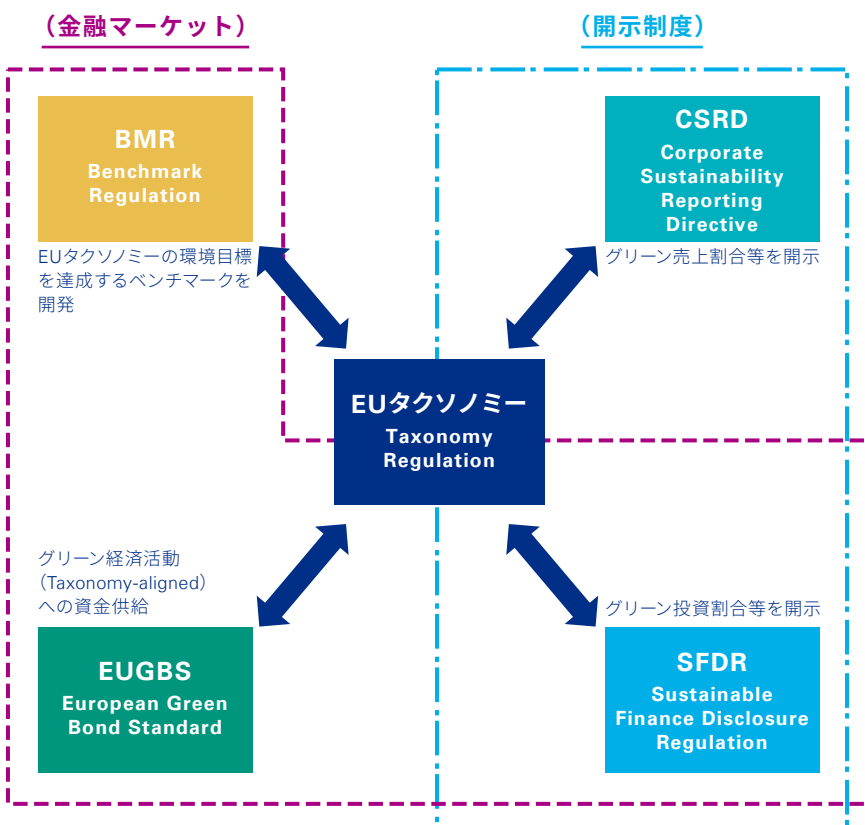 （金融マーケット）
（開示制度）
BMR
Benchmark
Regulation
EUタクソノミーの環境目標
を達成するベンチマークを
開発
CSRD
Corporate
Sustainability
Reporting
Directive
グリーン売上割合等を開示
EUタクソノミー
Taxonomy
Regulation
グリーン経済活動
（Taxonomy-aligned）
への資金供給
EUGBS
European Green
Bond Standard
グリーン投資割合等を開示
SFDR
Sustainable
Finance Disclosure
Regulation